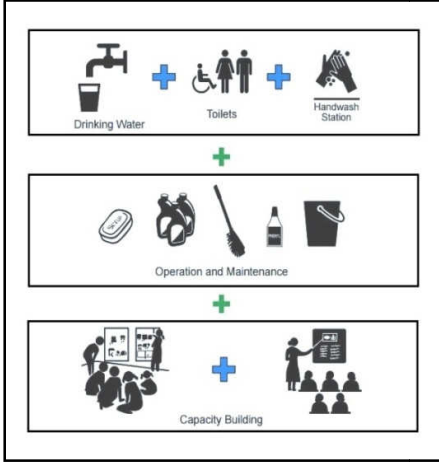 Drinking Water
Toilets
Handwash
Station
Operation and Maintenance
Capacity Building